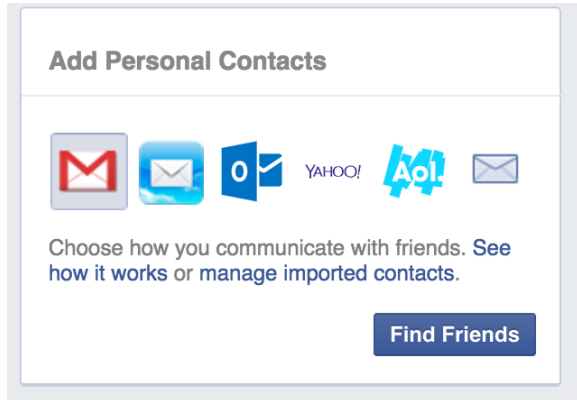 Add Personal Contacts
O YAHOO! Aol.
Choose how you communicate with friends. See
how it works or manage imported contacts.
Find Friends